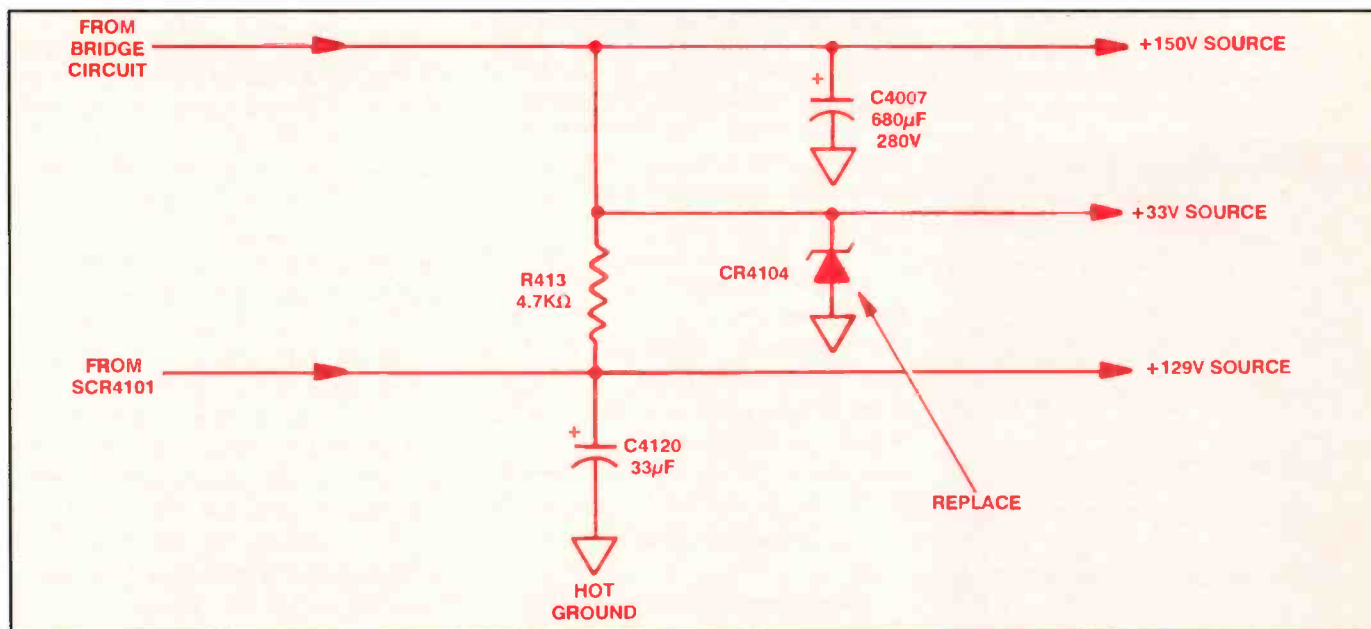 FROM
BRIDGE
CIRCUIT
+150V SOURCE
+
C4007
680µF
280V
+33V SOURCE
CR4104
R413
4.7KΩ
FROM
SCR4101
+129V SOURCE
+
C4120
33µF
REPLACE
HOT
GROUND